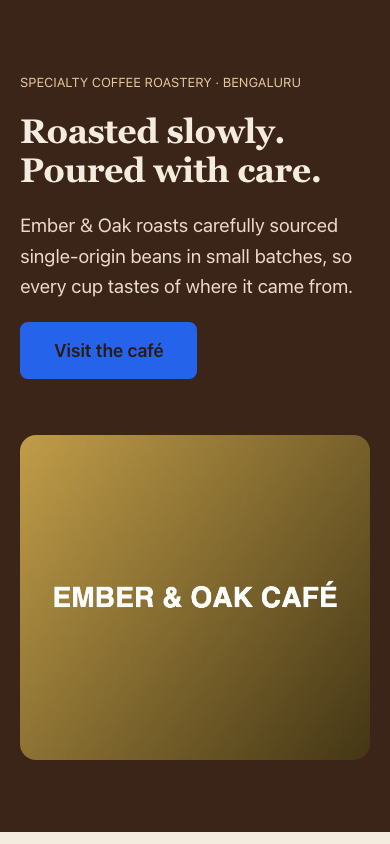 SPECIALTY COFFEE ROASTERY · BENGALURU
Roasted slowly.
Poured with care.
Ember & Oak roasts carefully sourced
single-origin beans in small batches, so
every cup tastes of where it came from.
Visit the café
EMBER & OAK CAFÉ